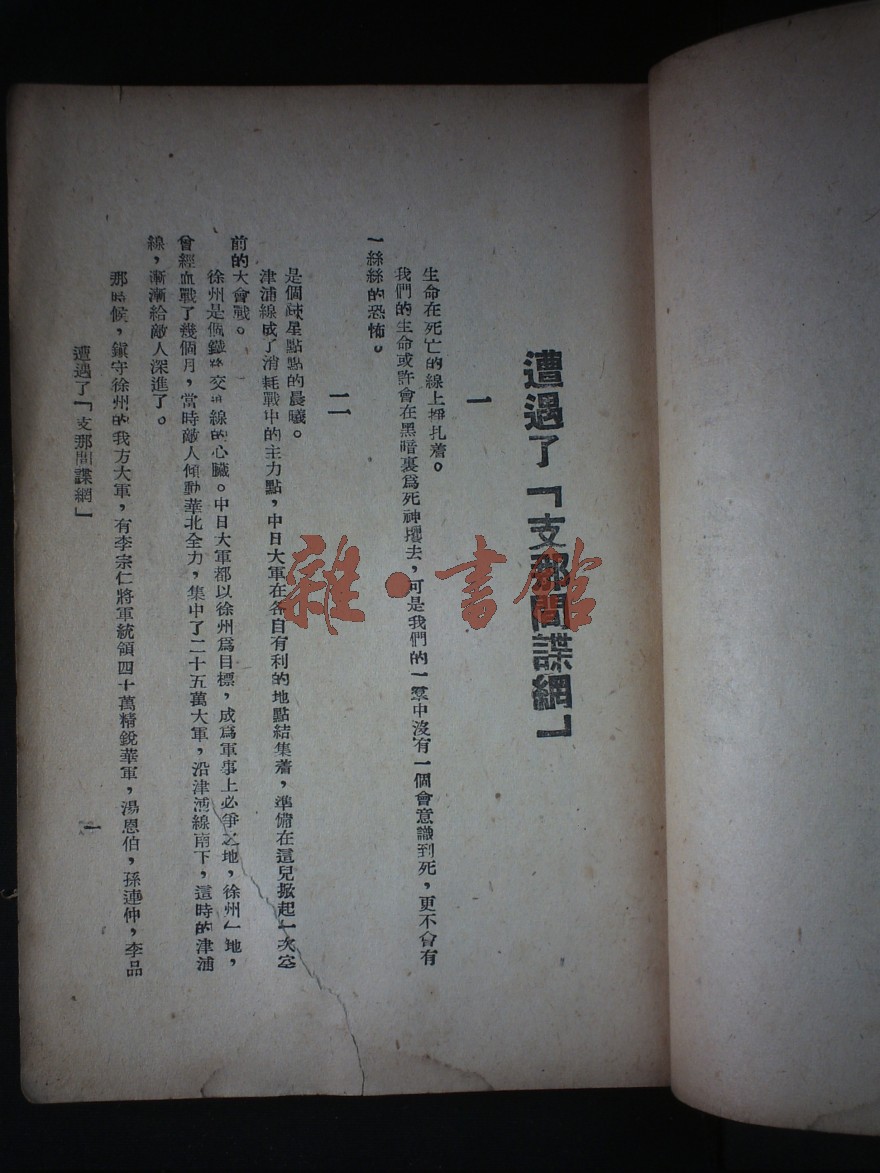 遭遇了「支那間諜網」
一
生命在死亡的線上掙扎着。
我們的生命或許會在黑暗裏爲死神攫去，可是我們的一羣中沒有一個會意識到死，更不會有
一絲絲的恐怖。
二
是個疎星點點的晨曦。
津浦線成了消耗戰中的主力點，中日大軍在各自有利的地點結集着，準備在這兒掀起一次空
前的大會戰。
徐州是個鐵路交通線的心臟。中日大軍都以徐州爲目標，成爲軍事上必爭之地，徐州一地，
曾經血戰了幾個月，當時敵人傾動華北全力，集中了二十五萬大軍，沿津浦線南下，這時的津浦
線，漸漸給敵人深進了。
那時候，鎭守徐州的我方大軍，有李宗仁將軍統領四十萬精銳華軍，湯恩伯，孫連仲，李品
遭遇了「支那間諜網」
一
雜·書館